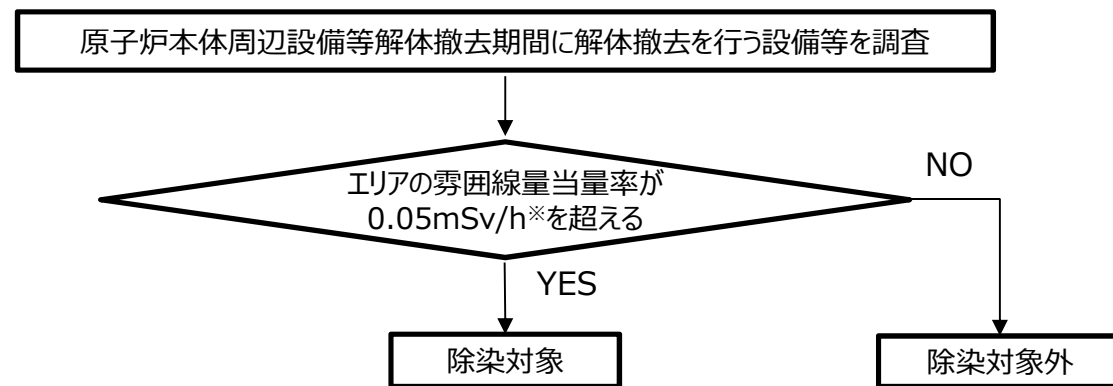 原子炉本体周辺設備等解体撤去期間に解体撤去を行う設備等を調査
エリアの雰囲線量当量率が
0.05mSv/h※を超える
NO
YES
除染対象
除染対象外